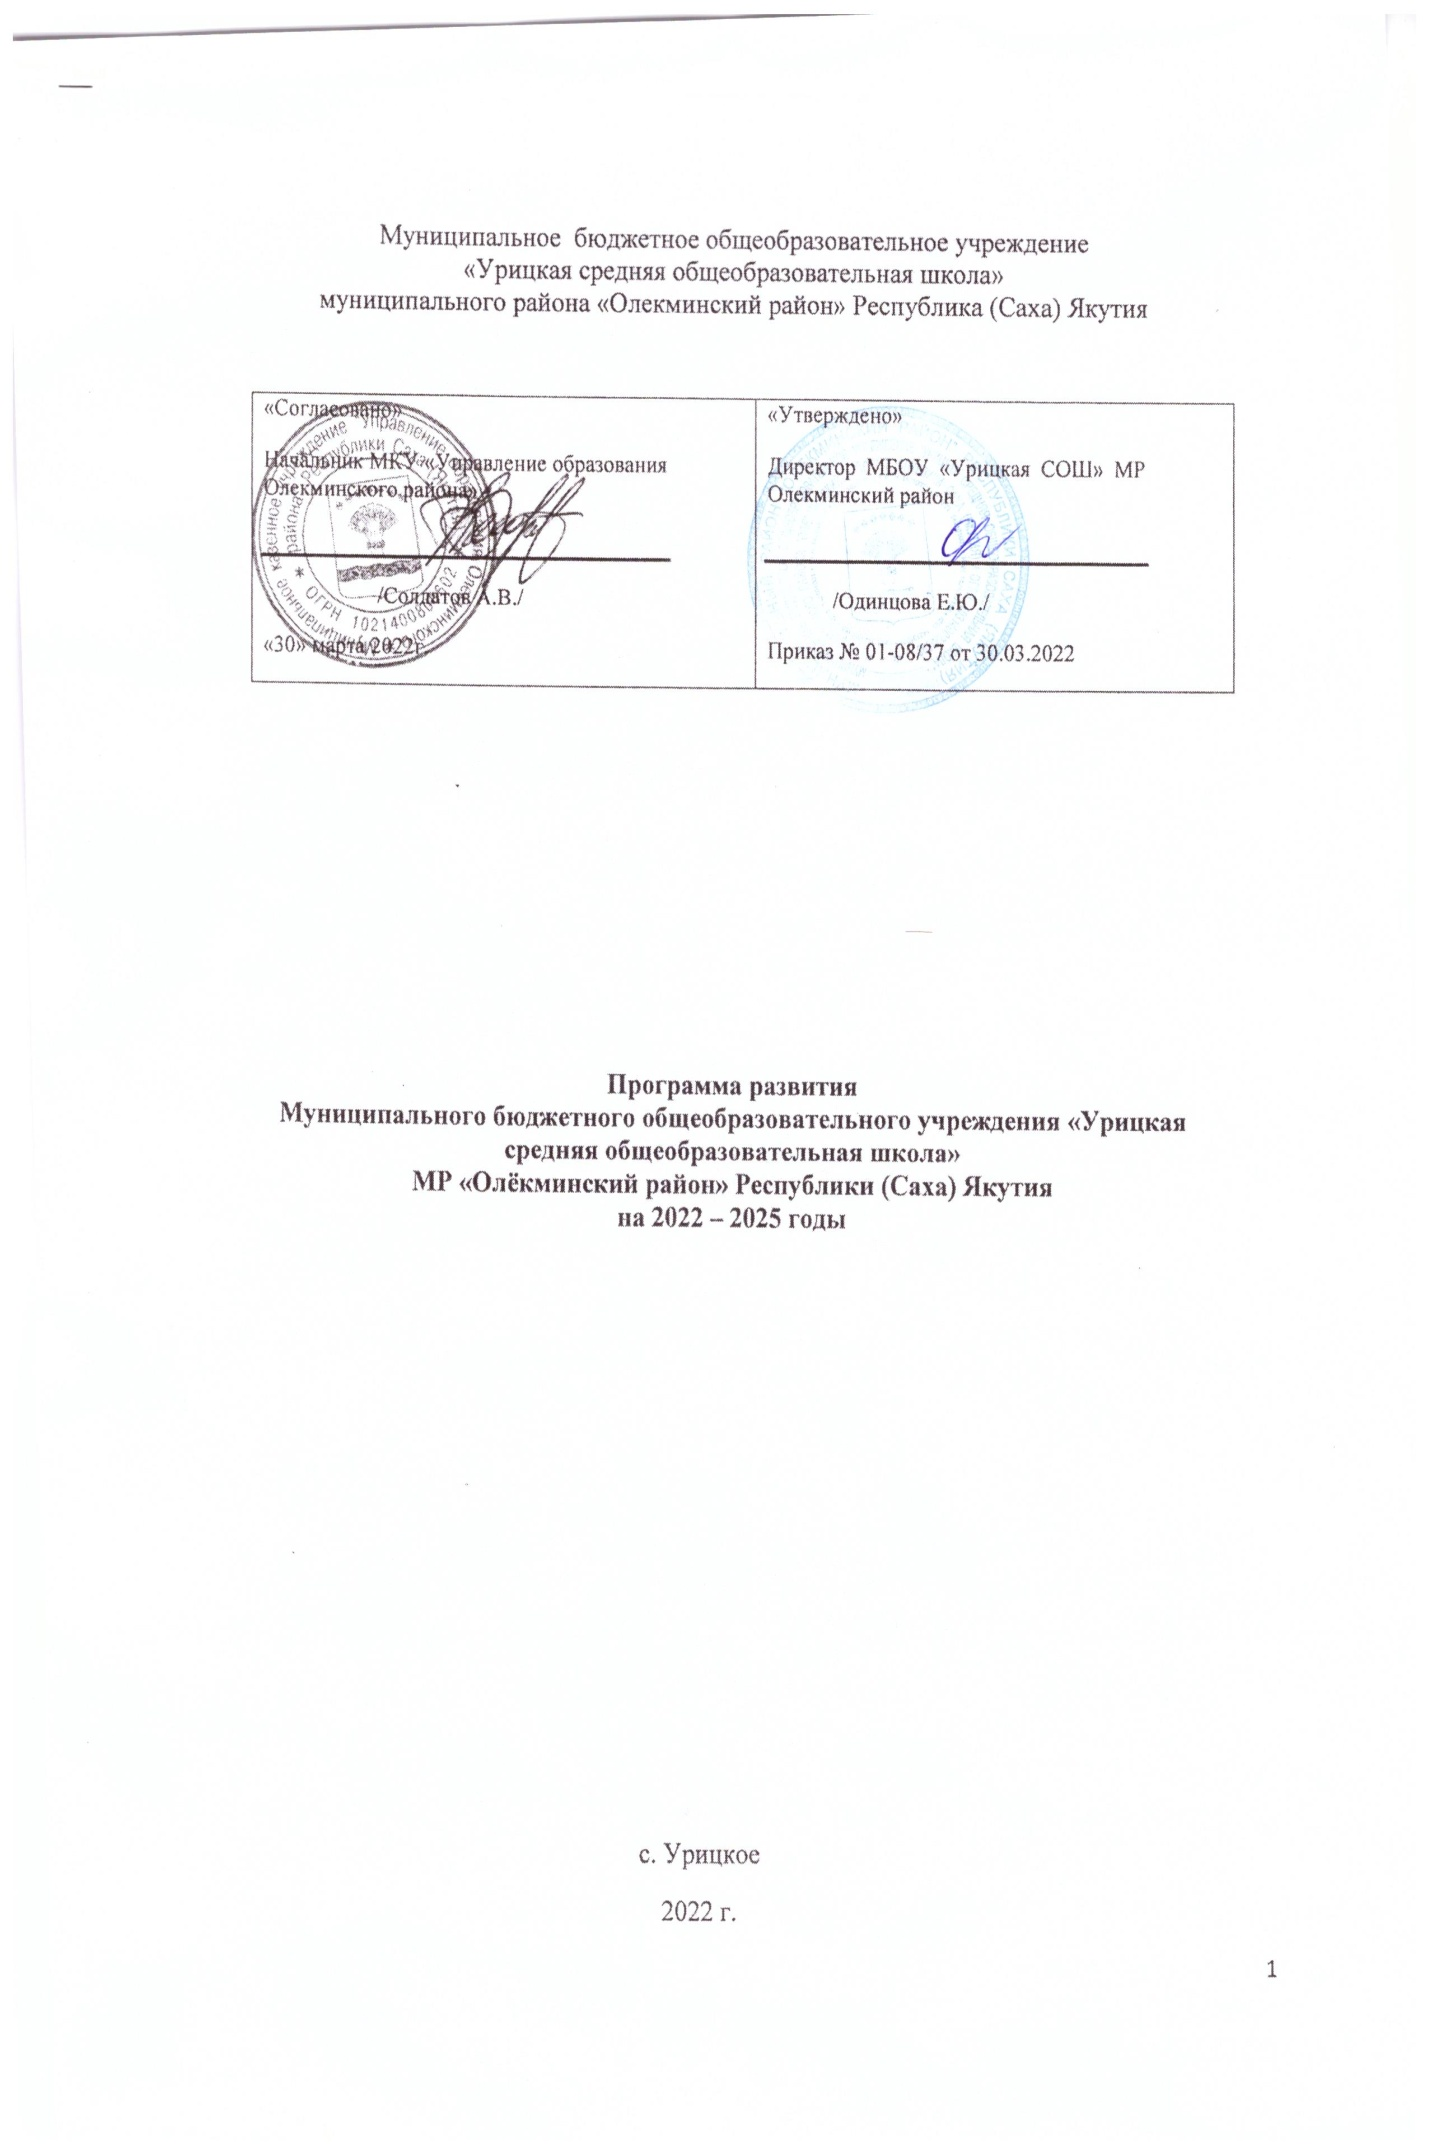 Муниципальное бюджетное общеобразовательное учреждение
«Урицкая средняя общеобразовательная школа»
муниципального района «Олекминский район» Республика (Саха) Якутия
«Согласовано»
Начальник МКУ «Управление образования
Олекминского района»
/Солдатов А.В./
«30» марта 2022г.
«Утверждено»
Директор МБОУ «Урицкая СОШ» МР
Олекминский район
/Одинцова Е.Ю./
Приказ № 01-08/37 от 30.03.2022
Программа развития
Муниципального бюджетного общеобразовательного учреждения «Урицкая
средняя общеобразовательная школа»
МР «Олёкминский район» Республики (Саха) Якутия
на 2022 – 2025 годы
с. Урицкое
2022 г.
1